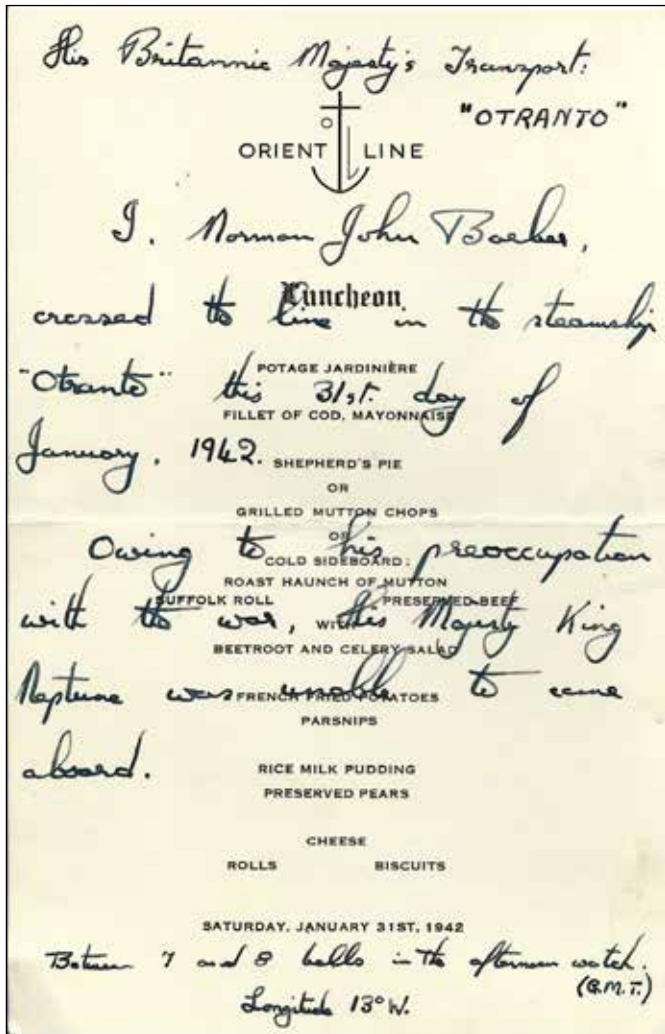 His Britannic Majesty's Transport:
"OTRANTO"
ORIENT LINE
I, Norman John Barber,
Luncheon
crossed the line in the steamship
POTAGE JARDINIÈRE
"Otranto" this 31st. day of
FILLET OF COD, MAYONNAISE
January, 1942.
SHEPHERD'S PIE
OR
GRILLED MUTTON CHOPS
OR
Owing to his preoccupation
COLD SIDEBOARD:
ROAST HAUNCH OF MUTTON
SUFFOLK ROLL PRESERVED BEEF
with the war, His Majesty King
WITH
BEETROOT AND CELERY SALAD
Neptune was unable to come
FRENCH FRIED POTATOES
PARSNIPS
aboard.
RICE MILK PUDDING
PRESERVED PEARS
CHEESE
ROLLS BISCUITS
SATURDAY, JANUARY 31ST, 1942
Between 7 and 8 bells in the afternoon watch.
(G.M.T.)
Longitude 13° W.